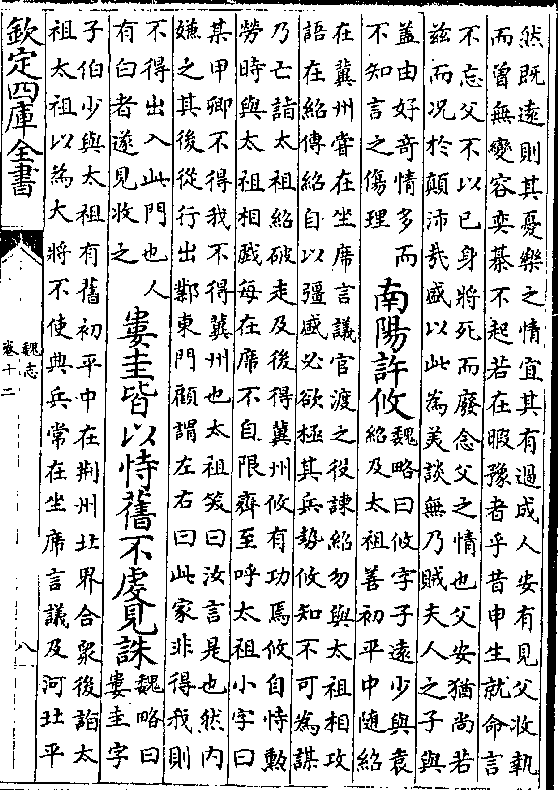 然既遠則其憂樂之情宜其有過成人安有見父收執
而曾無變容奕棊不起若在暇豫者乎昔申生就命言
不忘父不以己身將死而廢念父之情也父安猶尚若
兹而况於顛沛哉盛以此為美談無乃賊夫人之子與
盖由好奇情多而
不知言之傷理
南陽許攸
魏略曰攸字子遠少與袁
紹及太祖善初平中隨紹
在冀州嘗在坐席言議官渡之役諫紹勿與太祖相攻
語在紹傳紹自以彊盛必欲極其兵勢攸知不可為謀
乃亡詣太祖紹破走及後得冀州攸有功焉攸自恃勲
勞時與太祖相戲每在席不自限齊至呼太祖小字曰
某甲卿不得我不得冀州也太祖笑曰汝言是也然内
嫌之其後從行出鄴東門顧謂左右曰此家非得我則
不得出入此門也人
有白者遂見收之
婁圭皆以恃舊不䖍見誅
魏略曰
婁圭字
子伯少與太祖有舊初平中在荆州北界合衆後詣太
祖太祖以為大將不使典兵常在坐席言議及河北平
欽定四庫全書
魏志
卷十二
八